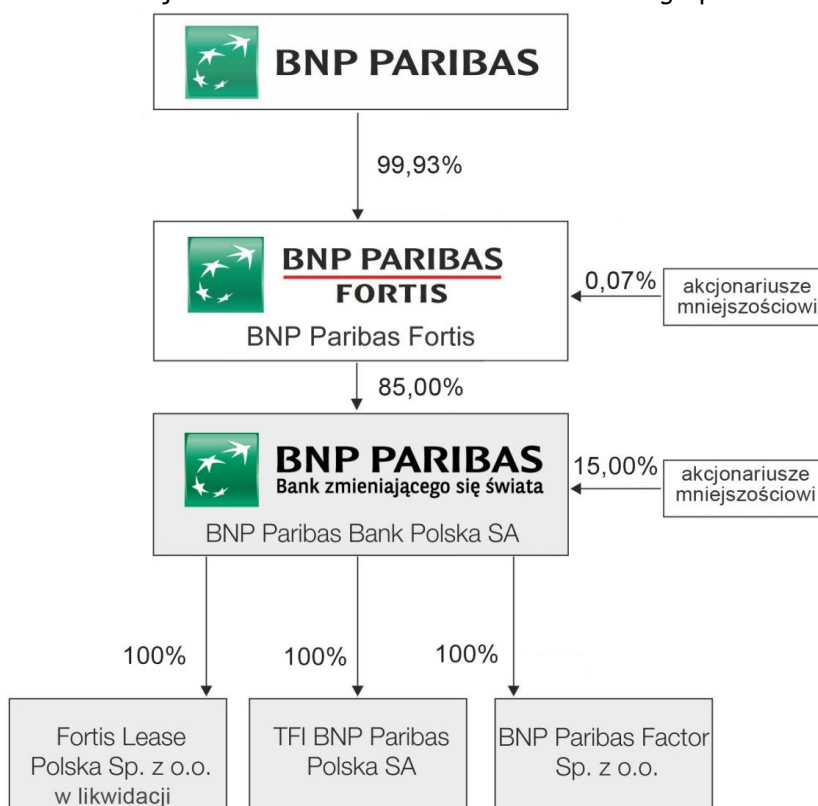 BNP PARIBAS
99,93%
BNP PARIBAS
FORTIS
BNP Paribas Fortis
0,07%
akcjonariusze
mniejszościowi
85,00%
BNP PARIBAS
Bank zmieniającego się świata
BNP Paribas Bank Polska SA
15,00%
akcjonariusze
mniejszościowi
100%
100%
100%
Fortis Lease
Polska Sp. z o.o.
w likwidacji
TFI BNP Paribas
Polska SA
BNP Paribas Factor
Sp. z o.o.